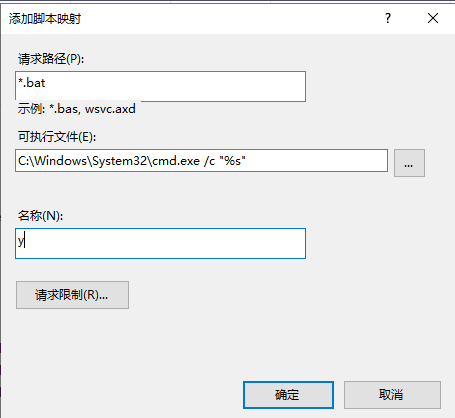 添加脚本映射
?
请求路径(P):
*.bat
示例: *.bas, wsvc.axd
可执行文件(E):
C:\Windows\System32\cmd.exe /c "%s"
...
名称(N):
y
请求限制(R)...
确定
取消